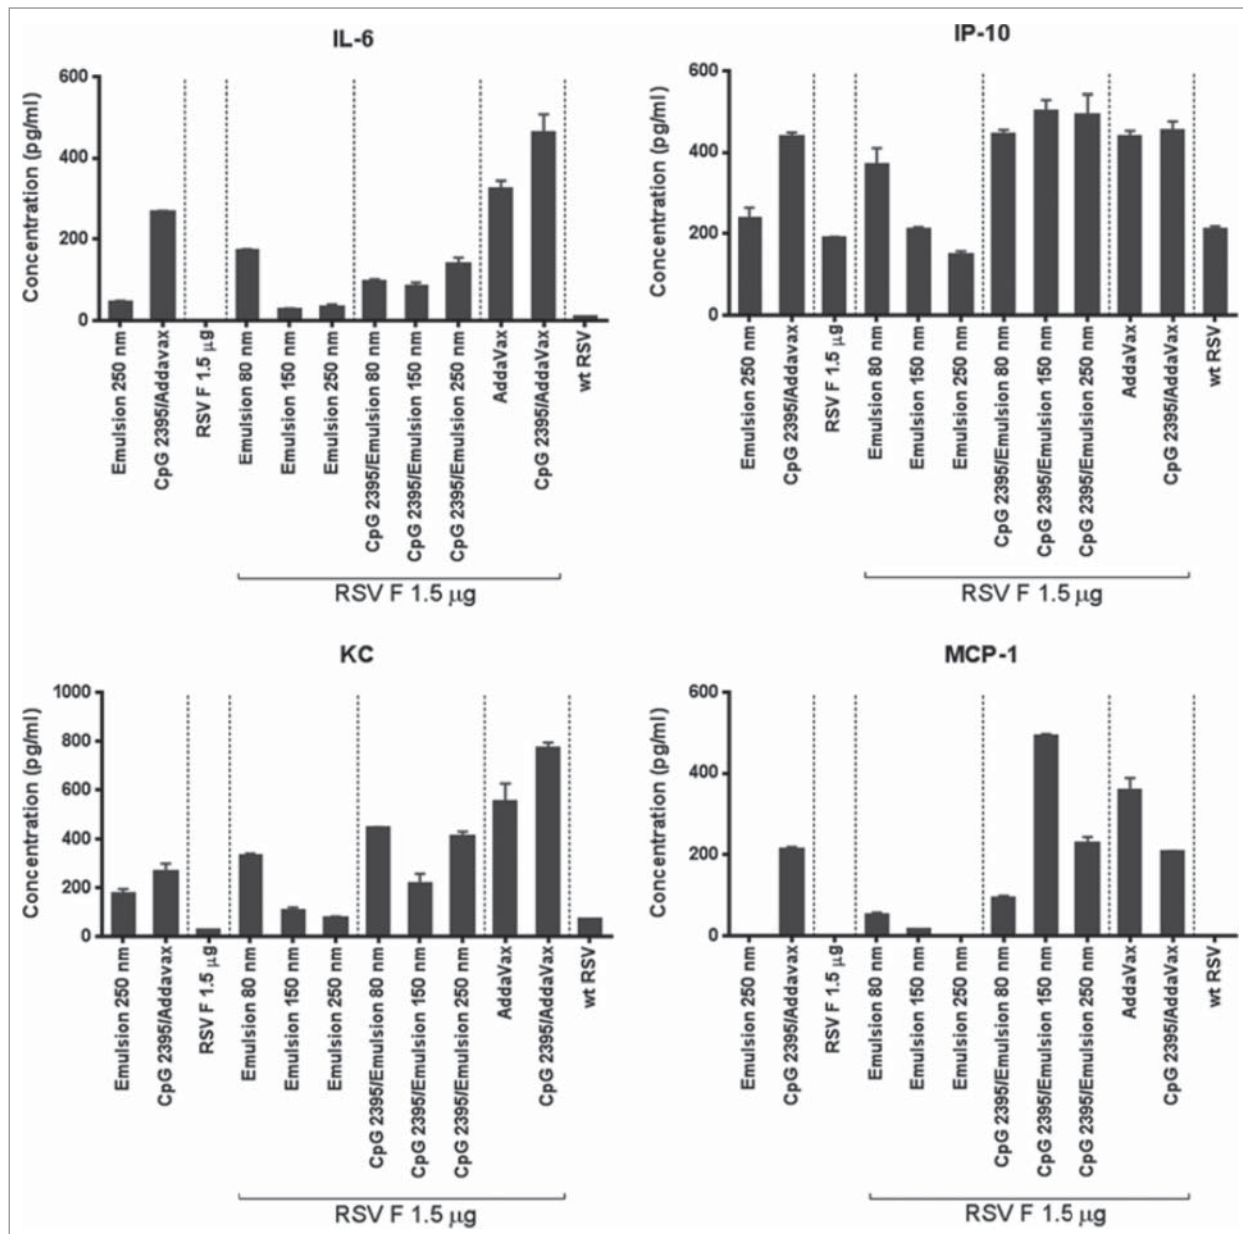 IL-6
Concentration (pg/ml)
600
400
200
0
Emulsion 250 nm
CpG 2395/Addavax
RSV F 1.5 µg
Emulsion 80 nm
Emulsion 150 nm
Emulsion 250 nm
CpG 2395/Emulsion 80 nm
CpG 2395/Emulsion 150 nm
CpG 2395/Emulsion 250 nm
AddaVax
CpG 2395/AddaVax
wt RSV
RSV F 1.5 µg
IP-10
Concentration (pg/ml)
600
400
200
0
Emulsion 250 nm
CpG 2395/Addavax
RSV F 1.5 µg
Emulsion 80 nm
Emulsion 150 nm
Emulsion 250 nm
CpG 2395/Emulsion 80 nm
CpG 2395/Emulsion 150 nm
CpG 2395/Emulsion 250 nm
AddaVax
CpG 2395/AddaVax
wt RSV
RSV F 1.5 µg
KC
Concentration (pg/ml)
1000
800
600
400
200
0
Emulsion 250 nm
CpG 2395/Addavax
RSV F 1.5 µg
Emulsion 80 nm
Emulsion 150 nm
Emulsion 250 nm
CpG 2395/Emulsion 80 nm
CpG 2395/Emulsion 150 nm
CpG 2395/Emulsion 250 nm
AddaVax
CpG 2395/AddaVax
wt RSV
RSV F 1.5 µg
MCP-1
Concentration (pg/ml)
600
400
200
0
Emulsion 250 nm
CpG 2395/Addavax
RSV F 1.5 µg
Emulsion 80 nm
Emulsion 150 nm
Emulsion 250 nm
CpG 2395/Emulsion 80 nm
CpG 2395/Emulsion 150 nm
CpG 2395/Emulsion 250 nm
AddaVax
CpG 2395/AddaVax
wt RSV
RSV F 1.5 µg